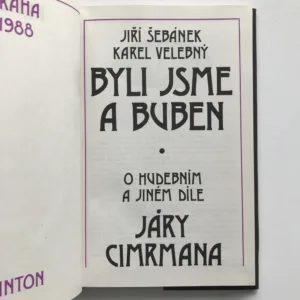 RAHA
1988
INTON
JIŘÍ ŠEBÁNEK
KAREL VELEBNÝ
BYLI JSME
A BUBEN
•
O HUDEBNÍM
A JINÉM DÍLE
JÁRY
CIMRMANA